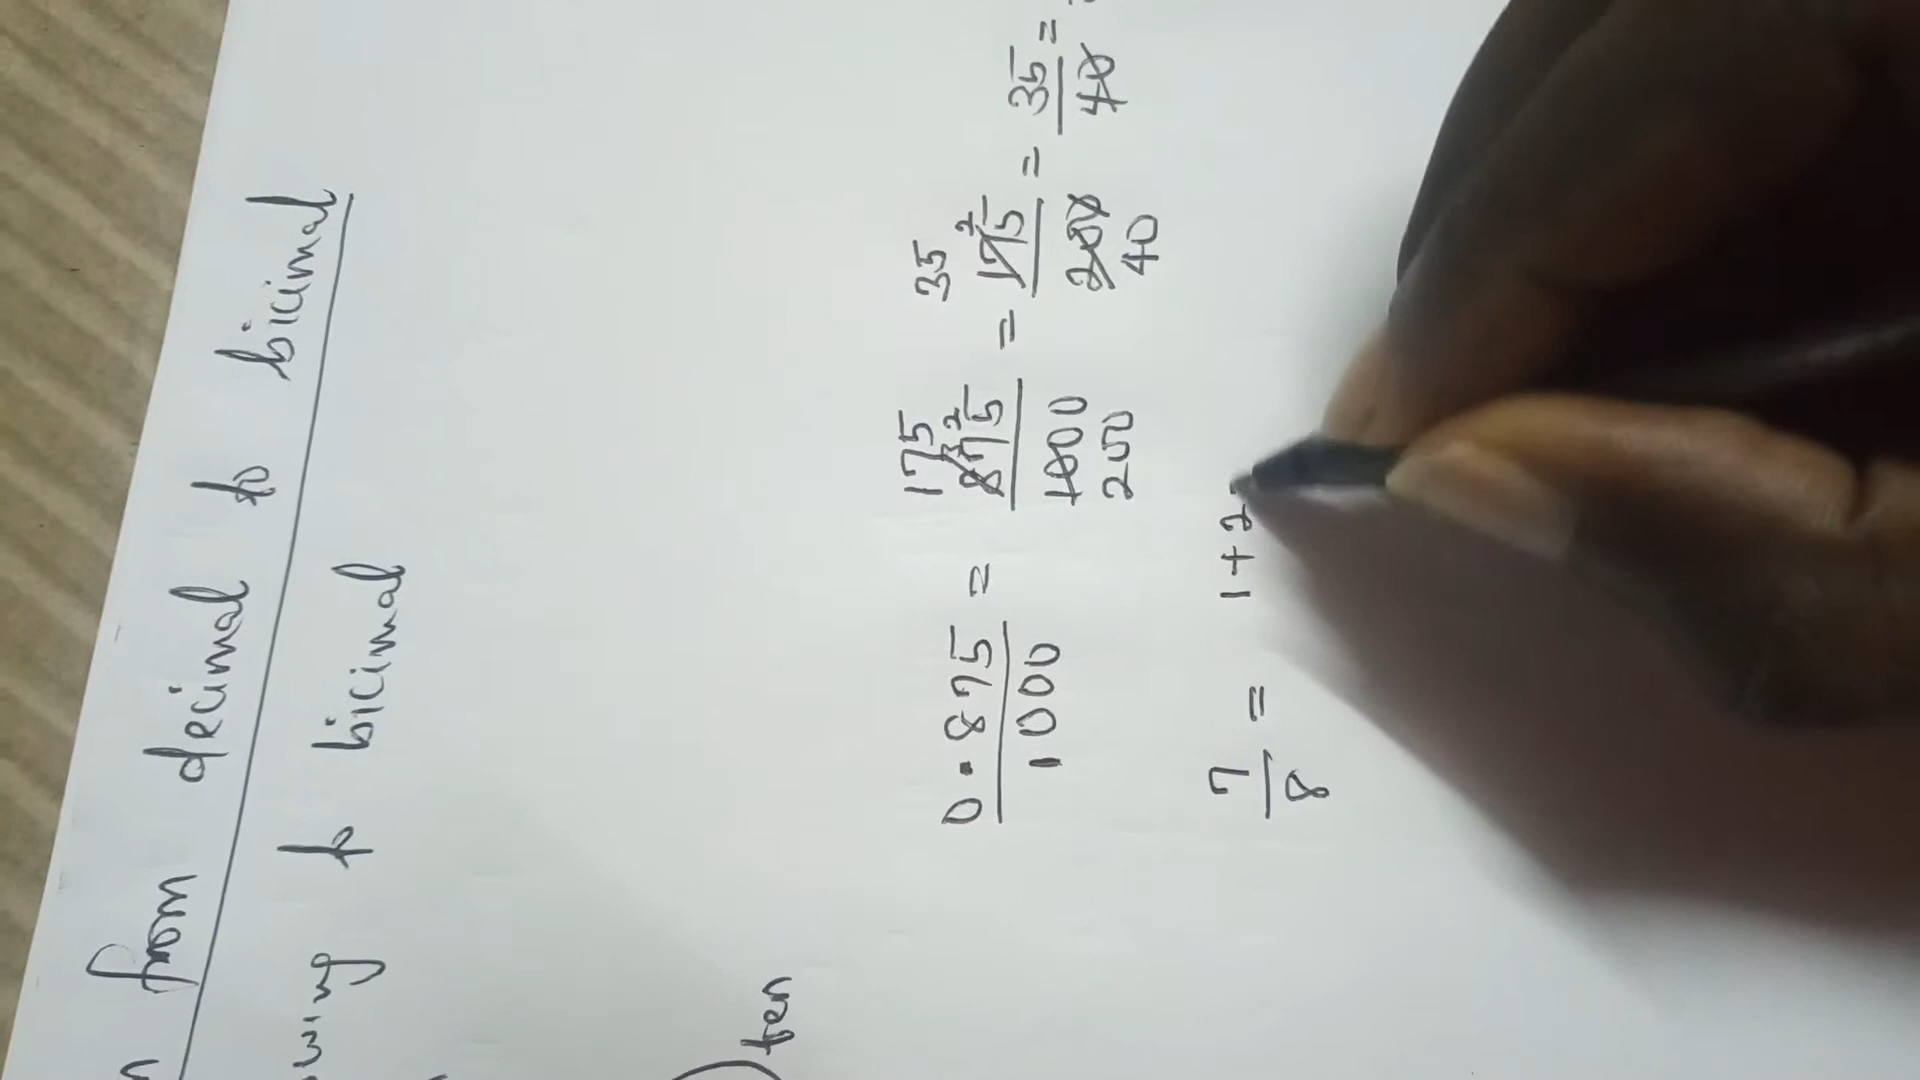 n from decimal to bicimal
owing to bicimal
ten
175 35
0.875/1000 = 875/1000 = 175/200 = 35/40 =
200 40
7/8 = 1+2